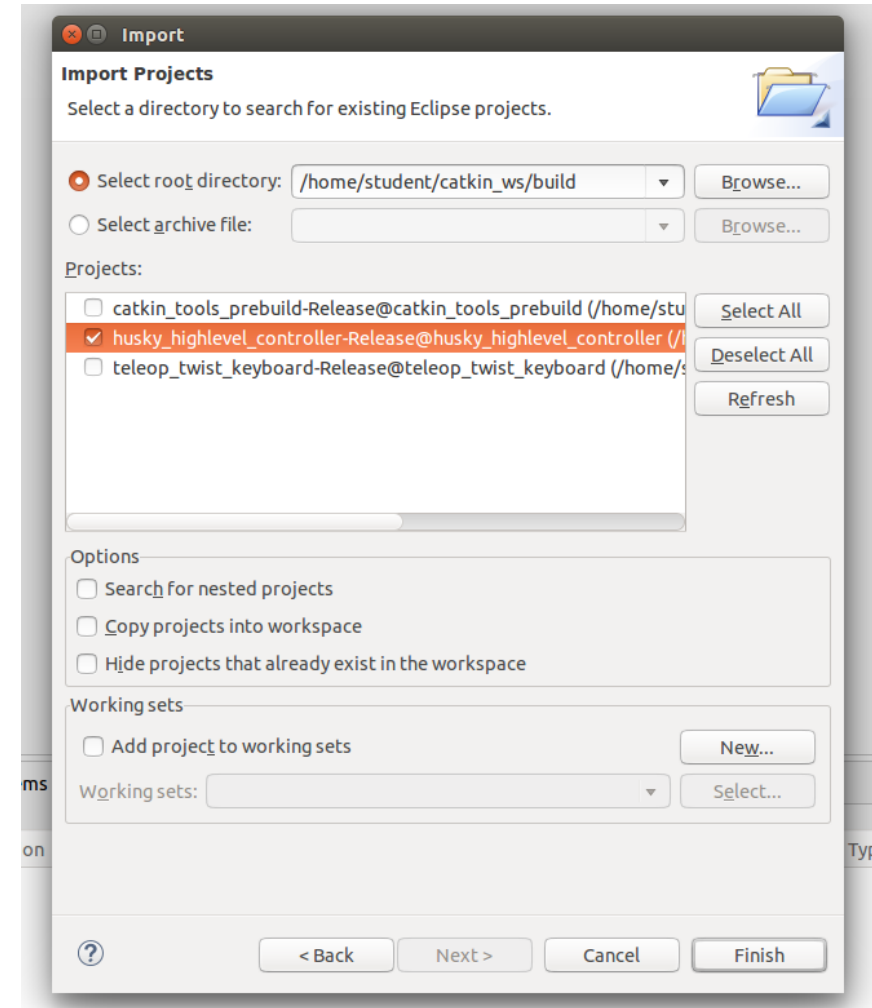 Import
Import Projects
Select a directory to search for existing Eclipse projects.
Select root directory: /home/student/catkin_ws/build Browse...
Select archive file: Browse...
Projects:
catkin_tools_prebuild-Release@catkin_tools_prebuild (/home/stu Select All
husky_highlevel_controller-Release@husky_highlevel_controller (/h
Deselect All
teleop_twist_keyboard-Release@teleop_twist_keyboard (/home/s
Refresh
Options
Search for nested projects
Copy projects into workspace
Hide projects that already exist in the workspace
Working sets
Add project to working sets New...
ms
Working sets: Select...
on Typ
? < Back Next > Cancel Finish